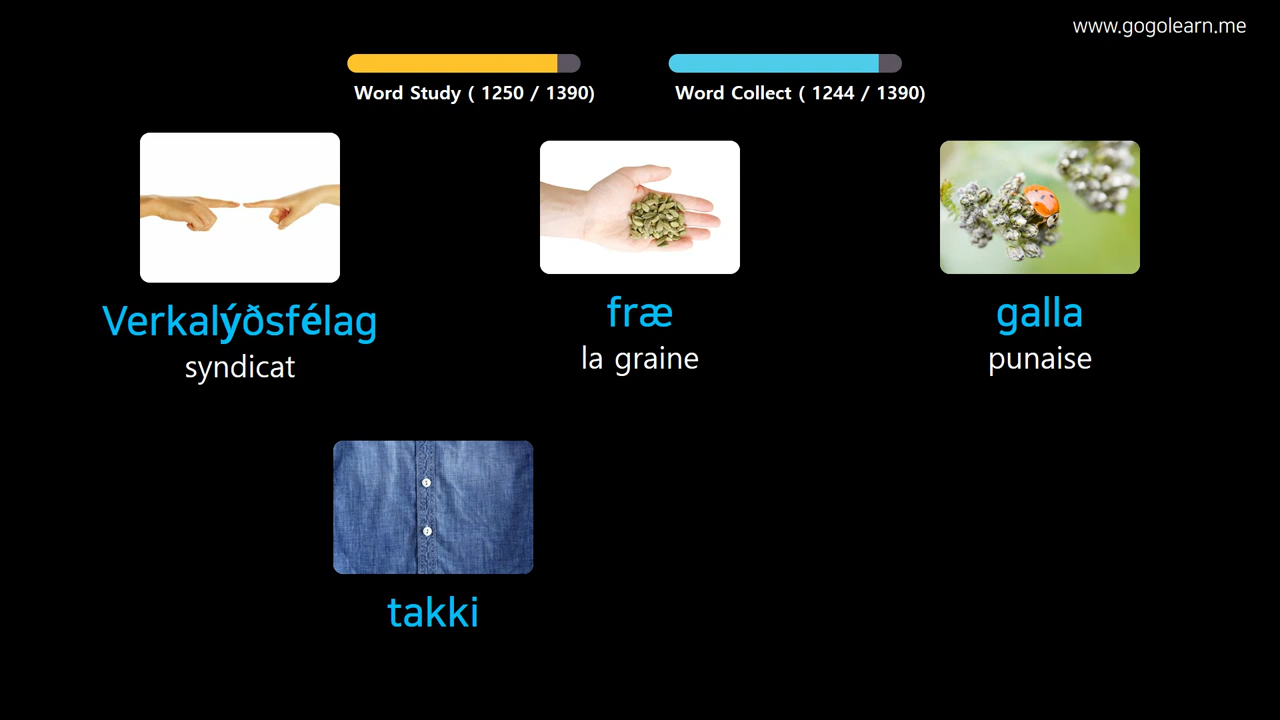 www.gogolearn.me
Word Study ( 1250 / 1390)
Word Collect ( 1244 / 1390)
Verkalýðsfélag
syndicat
fræ
la graine
galla
punaise
takki